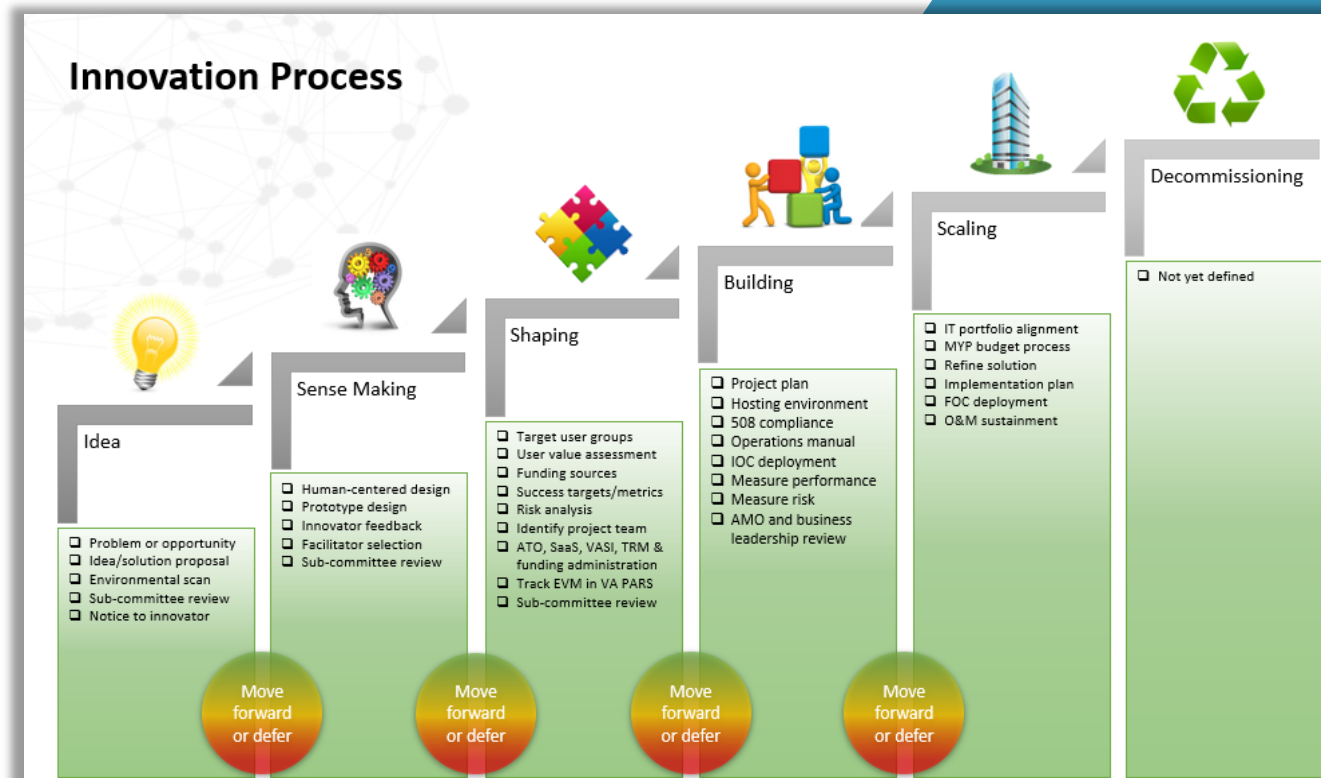 Innovation Process
Idea
Problem or opportunity
Idea/solution proposal
Environmental scan
Sub-committee review
Notice to innovator
Sense Making
Human-centered design
Prototype design
Innovator feedback
Facilitator selection
Sub-committee review
Shaping
Target user groups
User value assessment
Funding sources
Success targets/metrics
Risk analysis
Identify project team
ATO, SaaS, VASI, TRM &
funding administration
Track EVM in VA PARS
Sub-committee review
Building
Project plan
Hosting environment
508 compliance
Operations manual
IOC deployment
Measure performance
Measure risk
AMO and business
leadership review
Scaling
IT portfolio alignment
MYP budget process
Refine solution
Implementation plan
FOC deployment
O&M sustainment
Decommissioning
Not yet defined
Move
forward
or defer
Move
forward
or defer
Move
forward
or defer
Move
forward
or defer